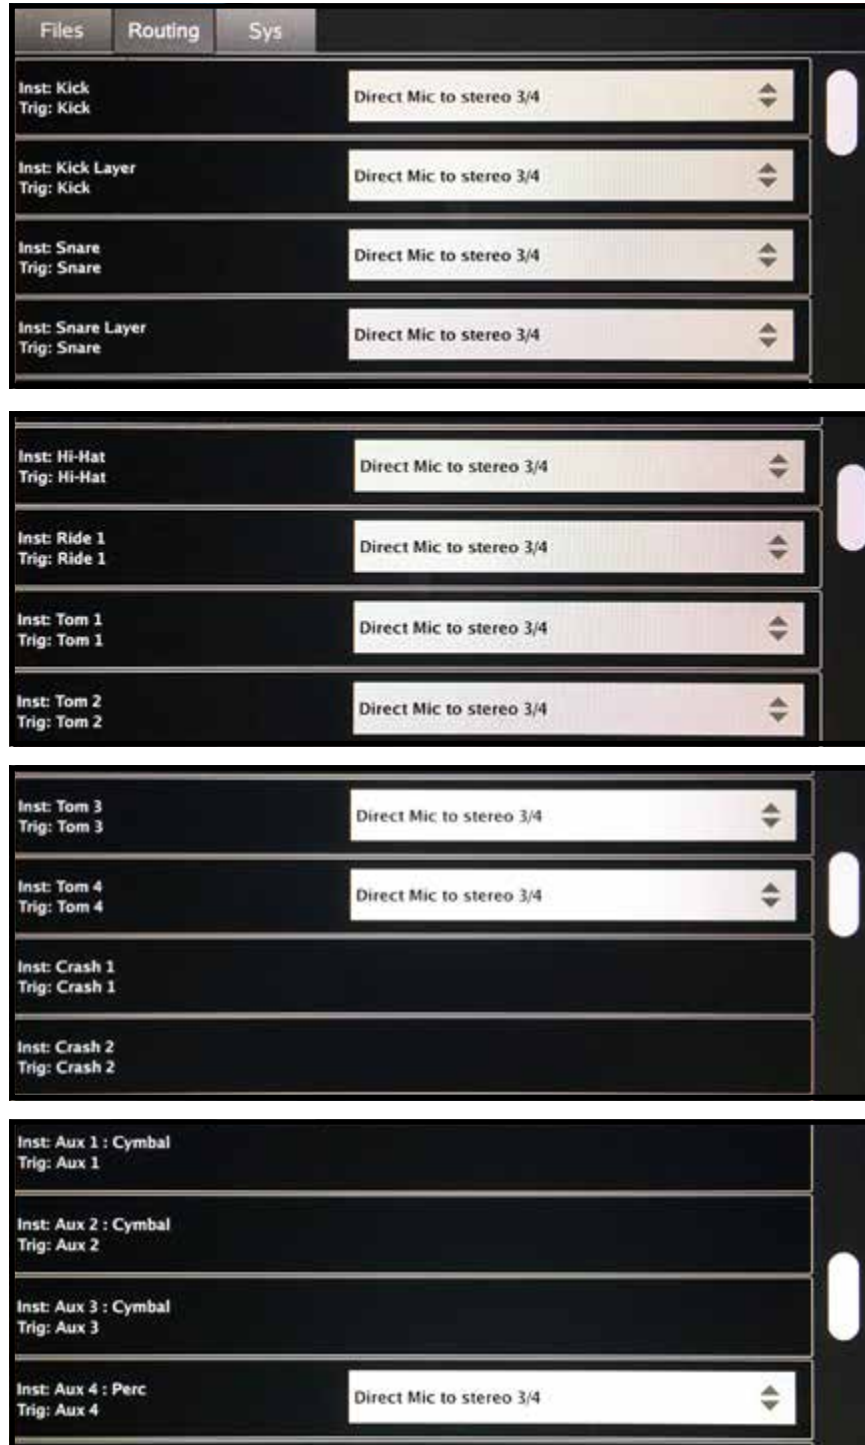 Files Routing Sys
Inst: Kick
Trig: Kick
Direct Mic to stereo 3/4
Inst: Kick Layer
Trig: Kick
Direct Mic to stereo 3/4
Inst: Snare
Trig: Snare
Direct Mic to stereo 3/4
Inst: Snare Layer
Trig: Snare
Direct Mic to stereo 3/4
Inst: Hi-Hat
Trig: Hi-Hat
Direct Mic to stereo 3/4
Inst: Ride 1
Trig: Ride 1
Direct Mic to stereo 3/4
Inst: Tom 1
Trig: Tom 1
Direct Mic to stereo 3/4
Inst: Tom 2
Trig: Tom 2
Direct Mic to stereo 3/4
Inst: Tom 3
Trig: Tom 3
Direct Mic to stereo 3/4
Inst: Tom 4
Trig: Tom 4
Direct Mic to stereo 3/4
Inst: Crash 1
Trig: Crash 1
Inst: Crash 2
Trig: Crash 2
Inst: Aux 1 : Cymbal
Trig: Aux 1
Inst: Aux 2 : Cymbal
Trig: Aux 2
Inst: Aux 3 : Cymbal
Trig: Aux 3
Inst: Aux 4 : Perc
Trig: Aux 4
Direct Mic to stereo 3/4